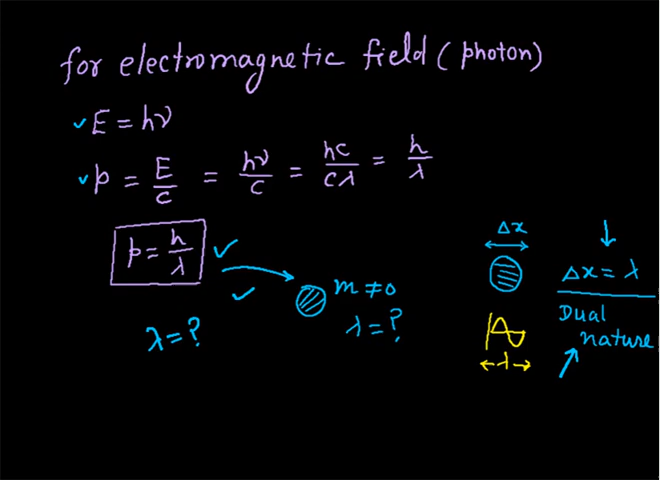 for electromagnetic field (photon)
✓ E = hν
✓ p = E/c = hν/c = hc/cλ = h/λ
p = h/λ ✓
✓
m ≠ 0
λ = ?
λ = ?
Δx
↓
Δx = λ
Dual
nature
λ